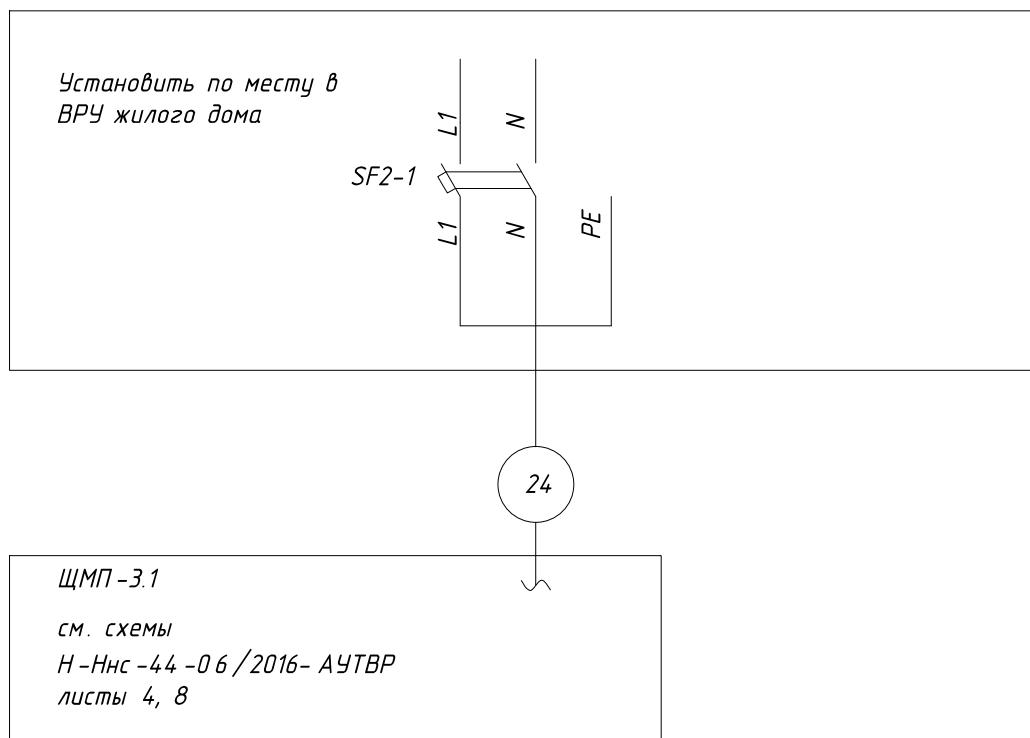 Установить по месту в
ВРУ жилого дома
L1
N
SF2-1
L1
N
PE
24
ЩМП-3.1
см. схемы
Н-Ннс-44-06/2016-АУТВР
листы 4, 8